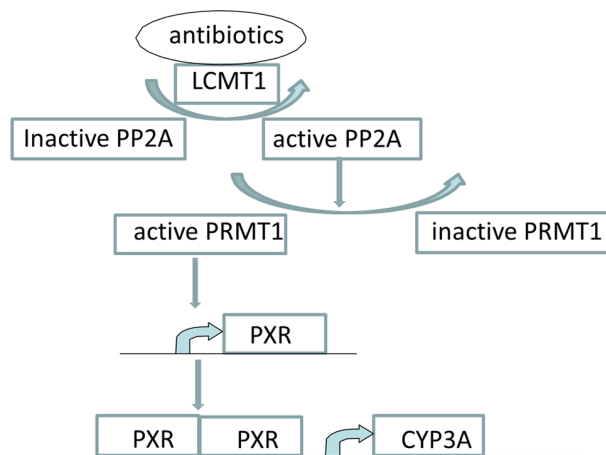 antibiotics
LCMT1
Inactive PP2A
active PP2A
active PRMT1
inactive PRMT1
PXR
PXR
PXR
CYP3A